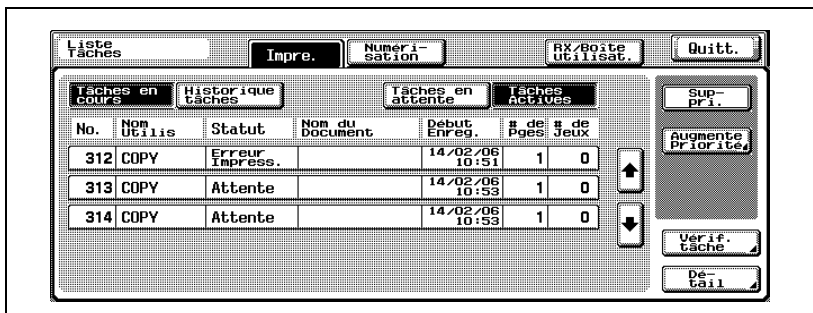 Liste
Tâches
Impre.
Numéri-
sation
RX/Boîte
utilisat.
Quitt.
Tâches en
cours
Historique
tâches
Tâches en
attente
Tâches
Actives
Sup-
pri.
No.
Nom
Utilis
Statut
Nom du
Document
Début
Enreg.
# de
Pges
# de
Jeux
Augmente
Priorité
312 COPY Erreur
Impress. 14/02/06
10:51 1 0
313 COPY Attente 14/02/06
10:53 1 0
314 COPY Attente 14/02/06
10:53 1 0
Vérif.
tâche
Dé-
tail